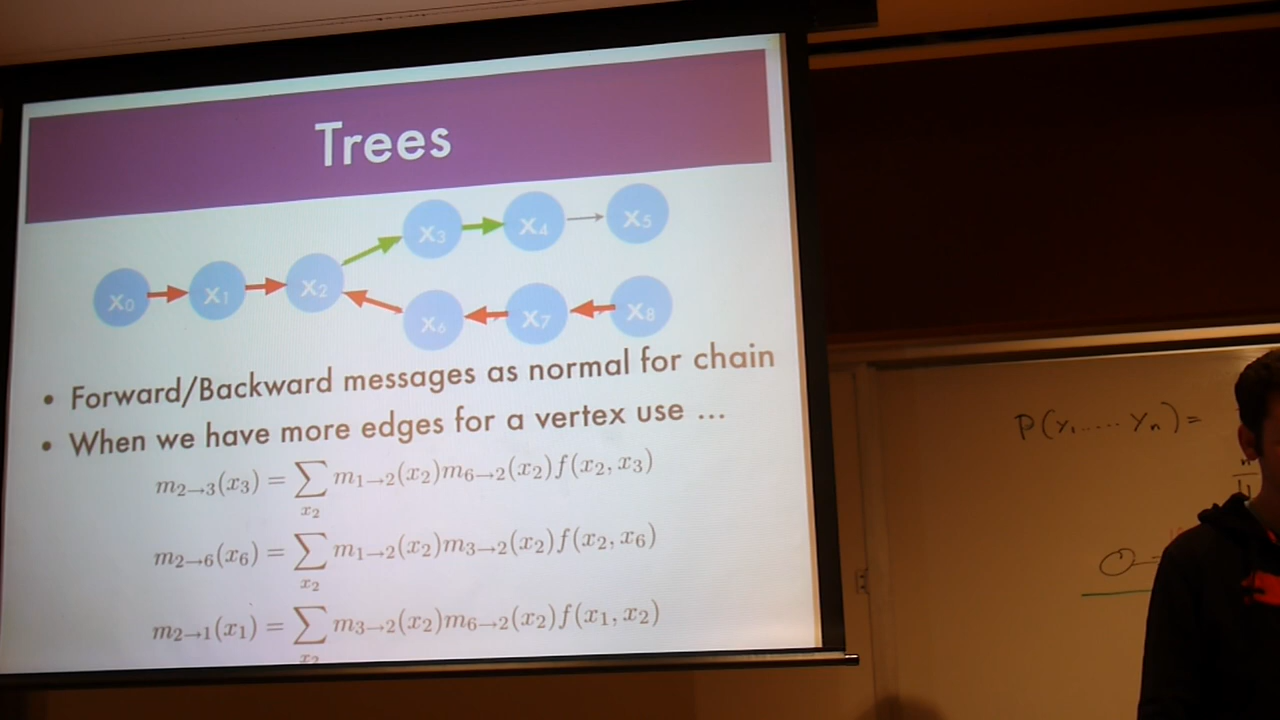 Trees
x₃ x₄ x₅
x₀ x₁ x₂
x₆ x₇ x₈
• Forward/Backward messages as normal for chain
• When we have more edges for a vertex use ...
m₂→₃(x₃) = ∑ₓ₂ m₁→₂(x₂)m₆→₂(x₂)f(x₂, x₃)
m₂→₆(x₆) = ∑ₓ₂ m₁→₂(x₂)m₃→₂(x₂)f(x₂, x₆)
m₂→₁(x₁) = ∑ₓ₂ m₃→₂(x₂)m₆→₂(x₂)f(x₁, x₂)
P(y₁..... yₙ) =